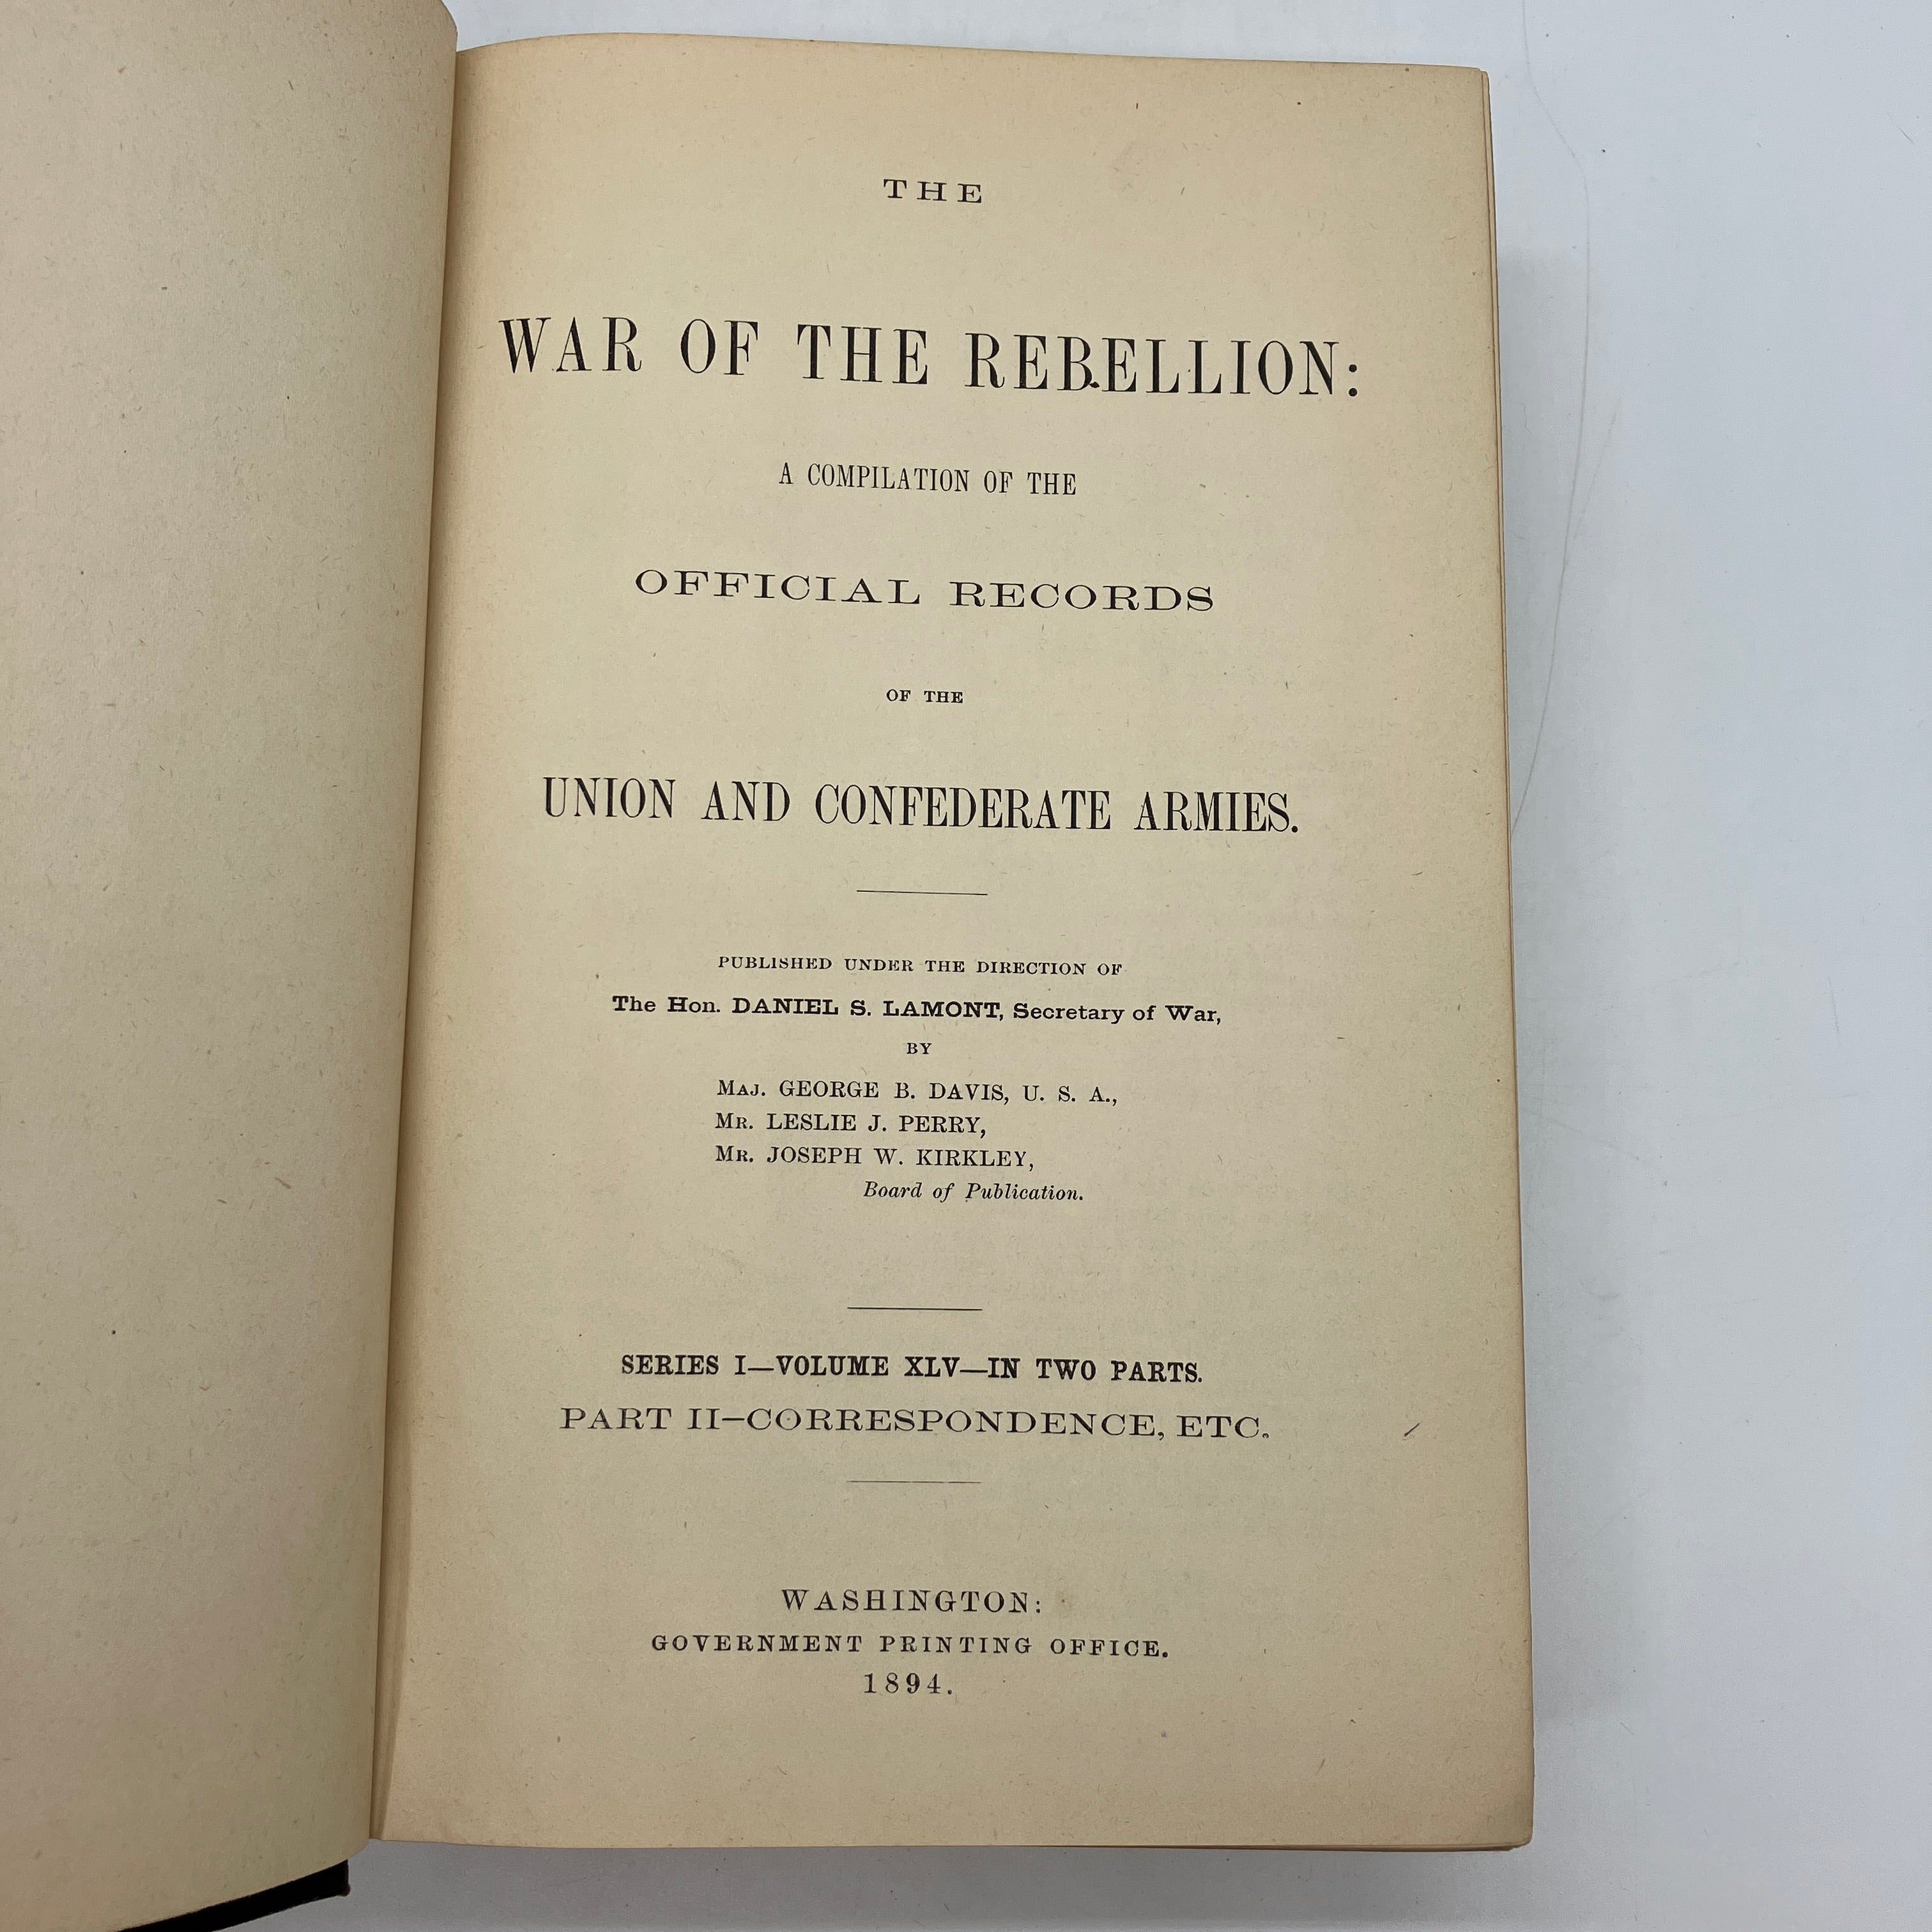 THE
WAR OF THE REBELLION:
A COMPILATION OF THE
OFFICIAL RECORDS
OF THE
UNION AND CONFEDERATE ARMIES.
PUBLISHED UNDER THE DIRECTION OF
The Hon. DANIEL S. LAMONT, Secretary of War,
BY
MAJ. GEORGE B. DAVIS, U. S. A.,
MR. LESLIE J. PERRY,
MR. JOSEPH W. KIRKLEY,
Board of Publication.
SERIES I—VOLUME XLV—IN TWO PARTS.
PART II—CORRESPONDENCE, ETC.
WASHINGTON:
GOVERNMENT PRINTING OFFICE.
1894.